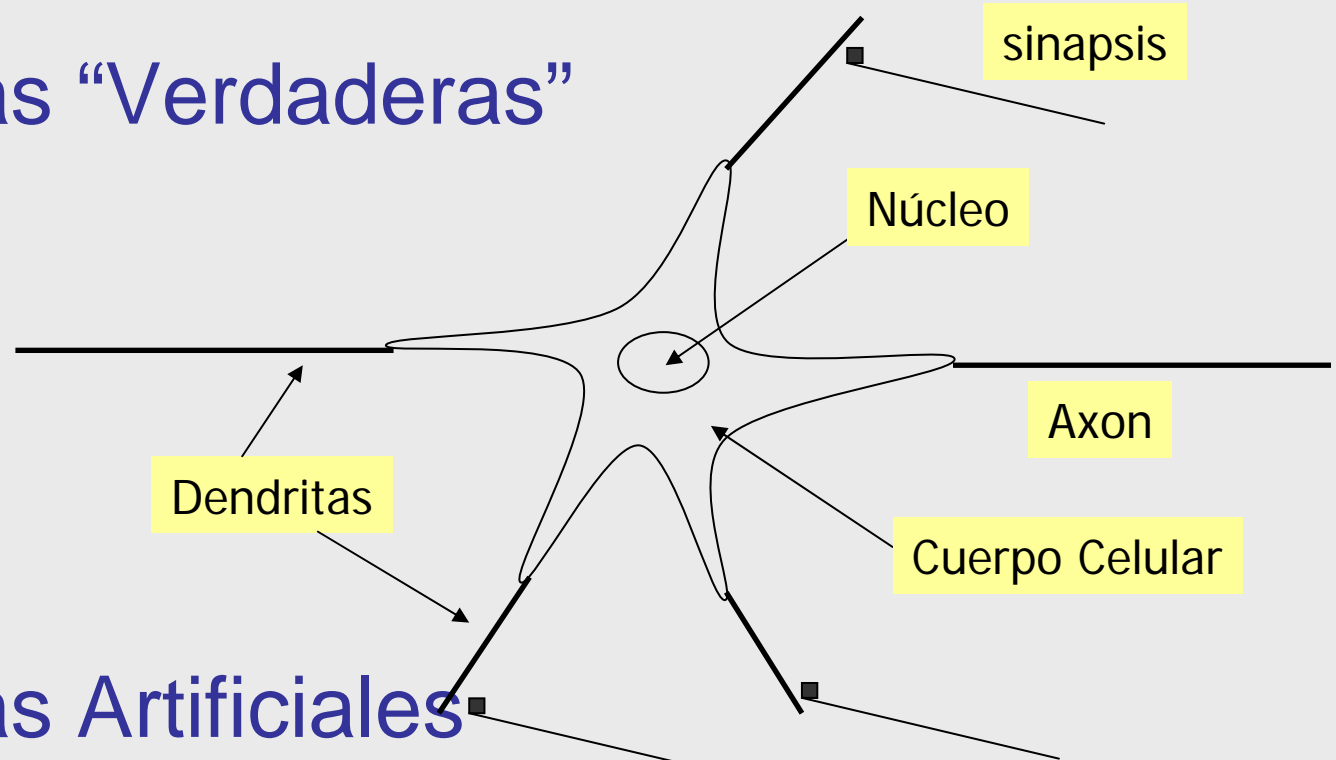 sinapsis
as “Verdaderas”
Núcleo
Axon
Dendritas
Cuerpo Celular
as Artificiales